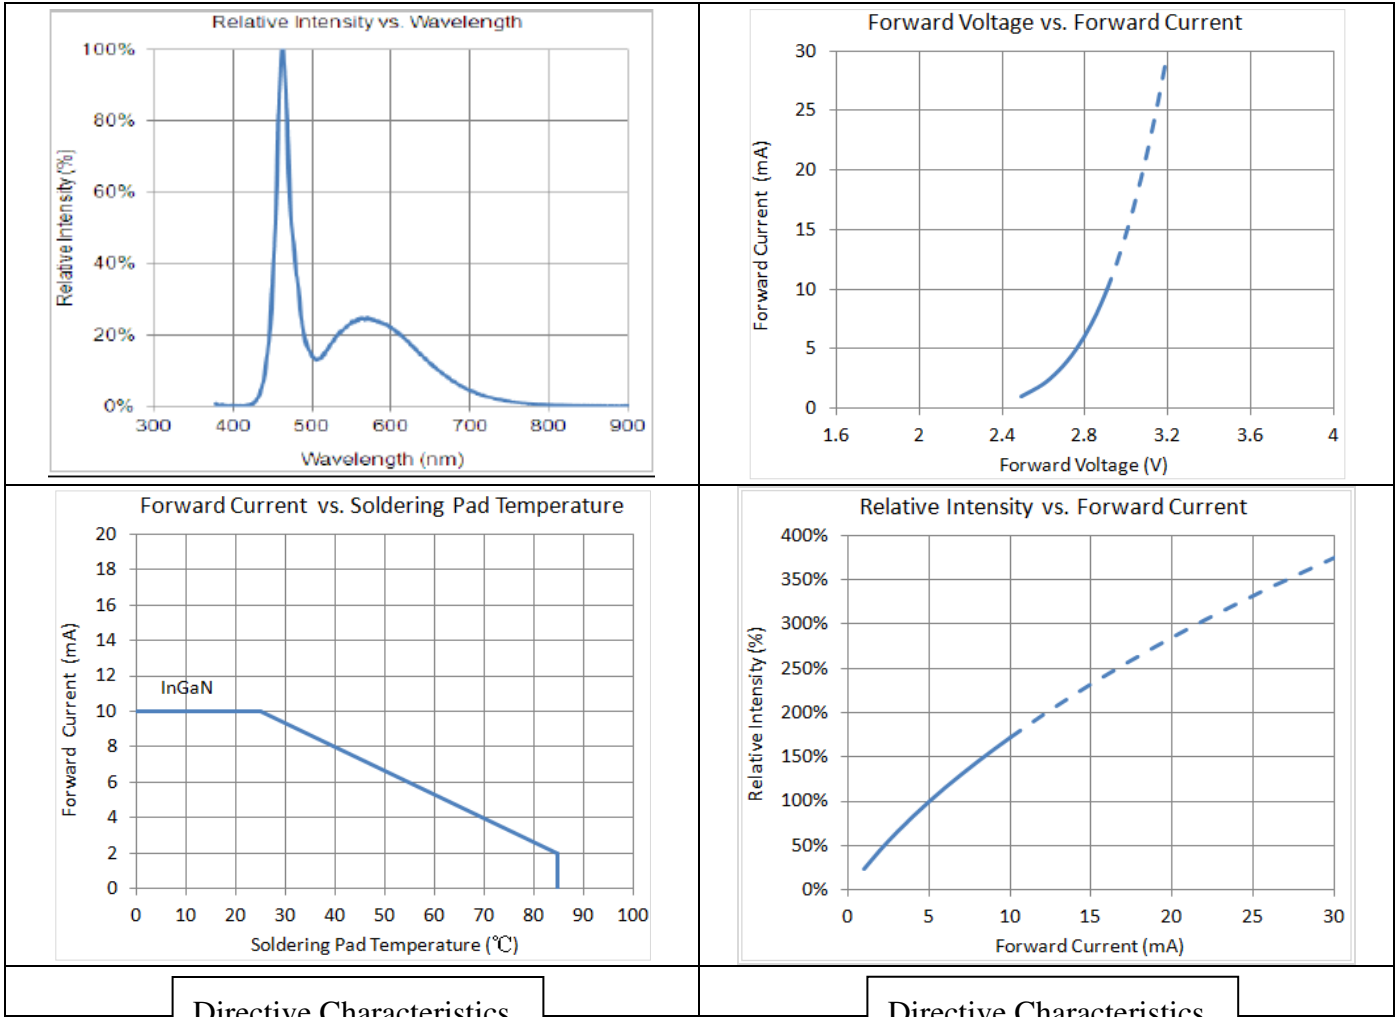 Relative Intensity vs. Wavelength
100%
80%
60%
40%
20%
0%
Relative Intensity (%)
300 400 500 600 700 800 900
Wavelength (nm)
Forward Voltage vs. Forward Current
30
25
20
15
10
5
0
Forward Current (mA)
1.6 2 2.4 2.8 3.2 3.6 4
Forward Voltage (V)
Forward Current vs. Soldering Pad Temperature
20
18
16
14
12
10
8
6
4
2
0
InGaN
Forward Current (mA)
0 10 20 30 40 50 60 70 80 90 100
Soldering Pad Temperature (℃)
Relative Intensity vs. Forward Current
400%
350%
300%
250%
200%
150%
100%
50%
0%
Relative Intensity (%)
0 5 10 15 20 25 30
Forward Current (mA)
Directive Characteristics
Directive Characteristics